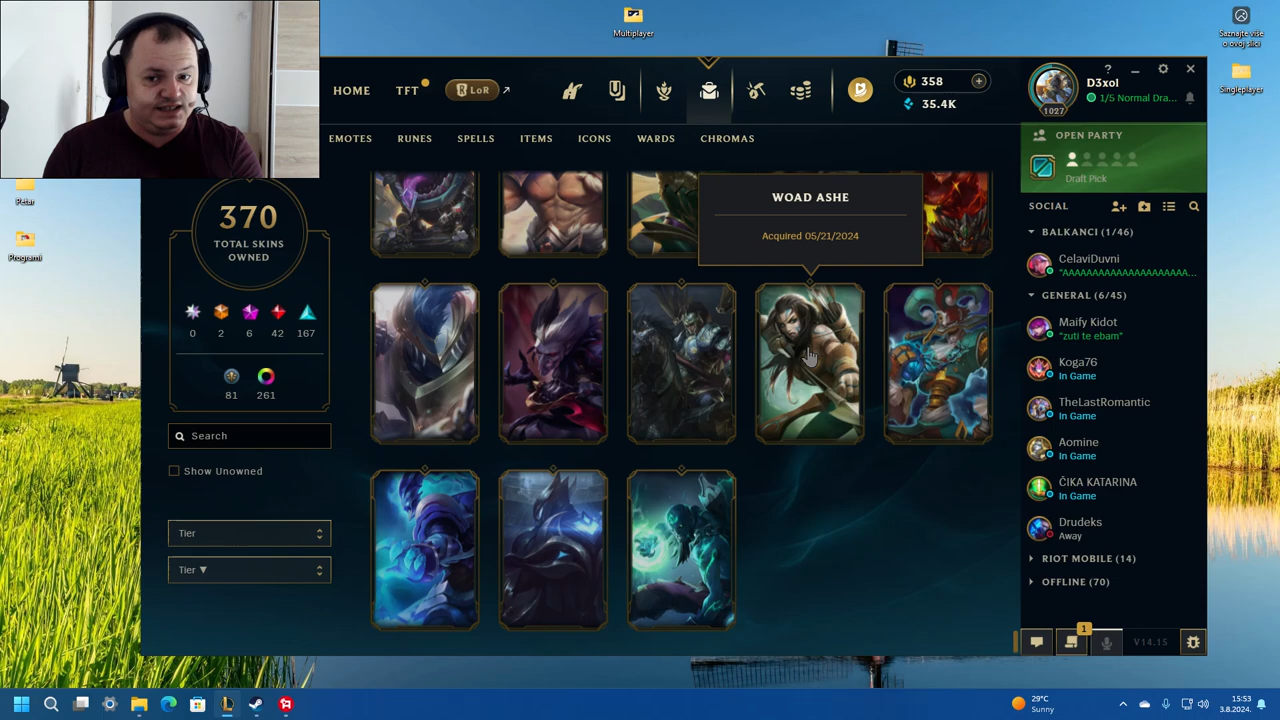 Multiplayer
Saznajte više
o ovoj slici
Singleplayer
Petar
Programi
HOME
TFT
LoR
358
35.4K
D3xol
1/5 Normal Dra...
1027
EMOTES
RUNES
SPELLS
ITEMS
ICONS
WARDS
CHROMAS
OPEN PARTY
Draft Pick
370
TOTAL SKINS
OWNED
0
2
6
42
167
81
261
Search
Show Unowned
Tier
Tier ▼
WOAD ASHE
Acquired 05/21/2024
SOCIAL
BALKANCI (1/46)
CelaviDuvni
"AAAAAAAAAAAAAAAAAAAAA...
GENERAL (6/45)
Maify Kidot
"zuti te ebam"
Koga76
In Game
TheLastRomantic
In Game
Aomine
In Game
ČIKA KATARINA
In Game
Drudeks
Away
RIOT MOBILE (14)
OFFLINE (70)
1
V14.15
29°C
Sunny
15:53
3.8.2024.